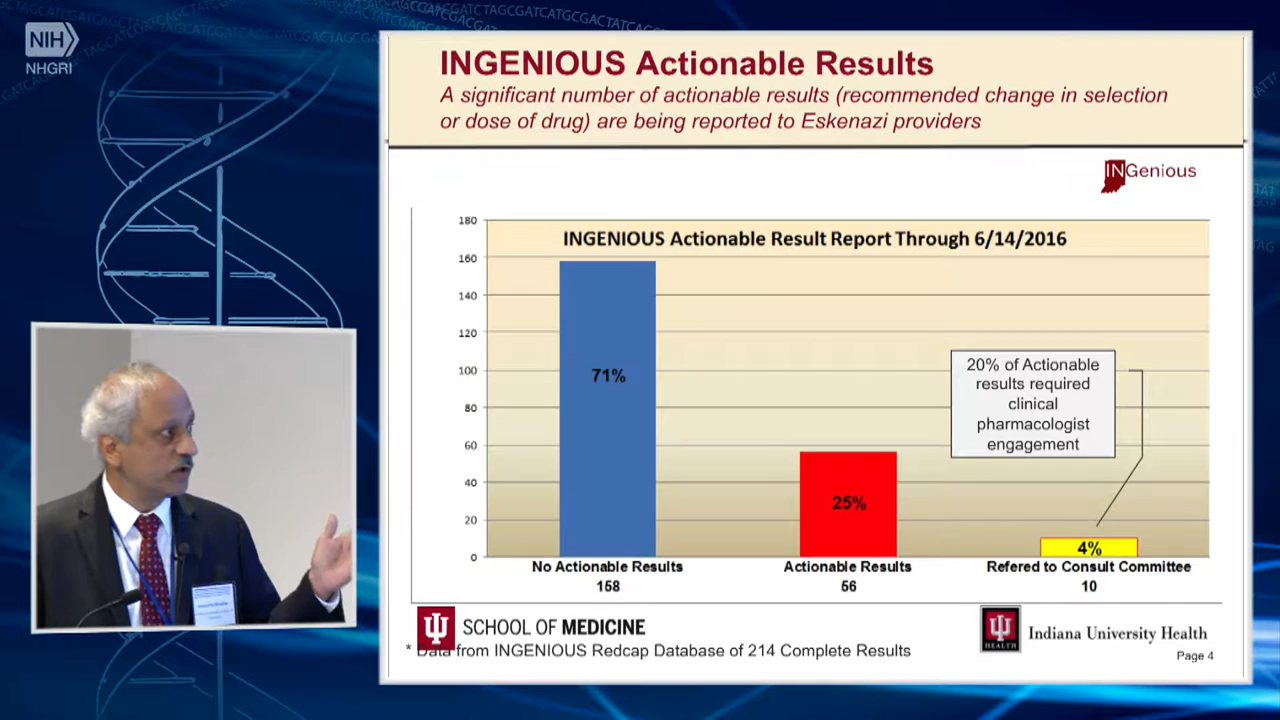 NIH
NHGRI
INGENIOUS Actionable Results
A significant number of actionable results (recommended change in selection
or dose of drug) are being reported to Eskenazi providers
INGenious
INGENIOUS Actionable Result Report Through 6/14/2016
180
160
140
120
100
80
60
40
20
0
71%
25%
4%
20% of Actionable
results required
clinical
pharmacologist
engagement
No Actionable Results
158
Actionable Results
56
Refered to Consult Committee
10
SCHOOL OF MEDICINE
HEALTH
Indiana University Health
* Data from INGENIOUS Redcap Database of 214 Complete Results
Page 4